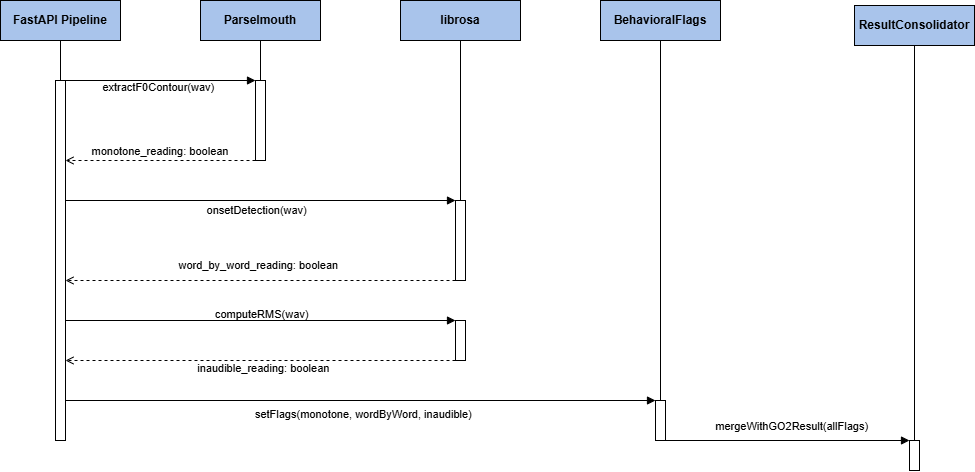 FastAPI Pipeline
Parselmouth
librosa
BehavioralFlags
ResultConsolidator
extractF0Contour(wav)
monotone_reading: boolean
onsetDetection(wav)
word_by_word_reading: boolean
computeRMS(wav)
inaudible_reading: boolean
setFlags(monotone, wordByWord, inaudible)
mergeWithGO2Result(allFlags)